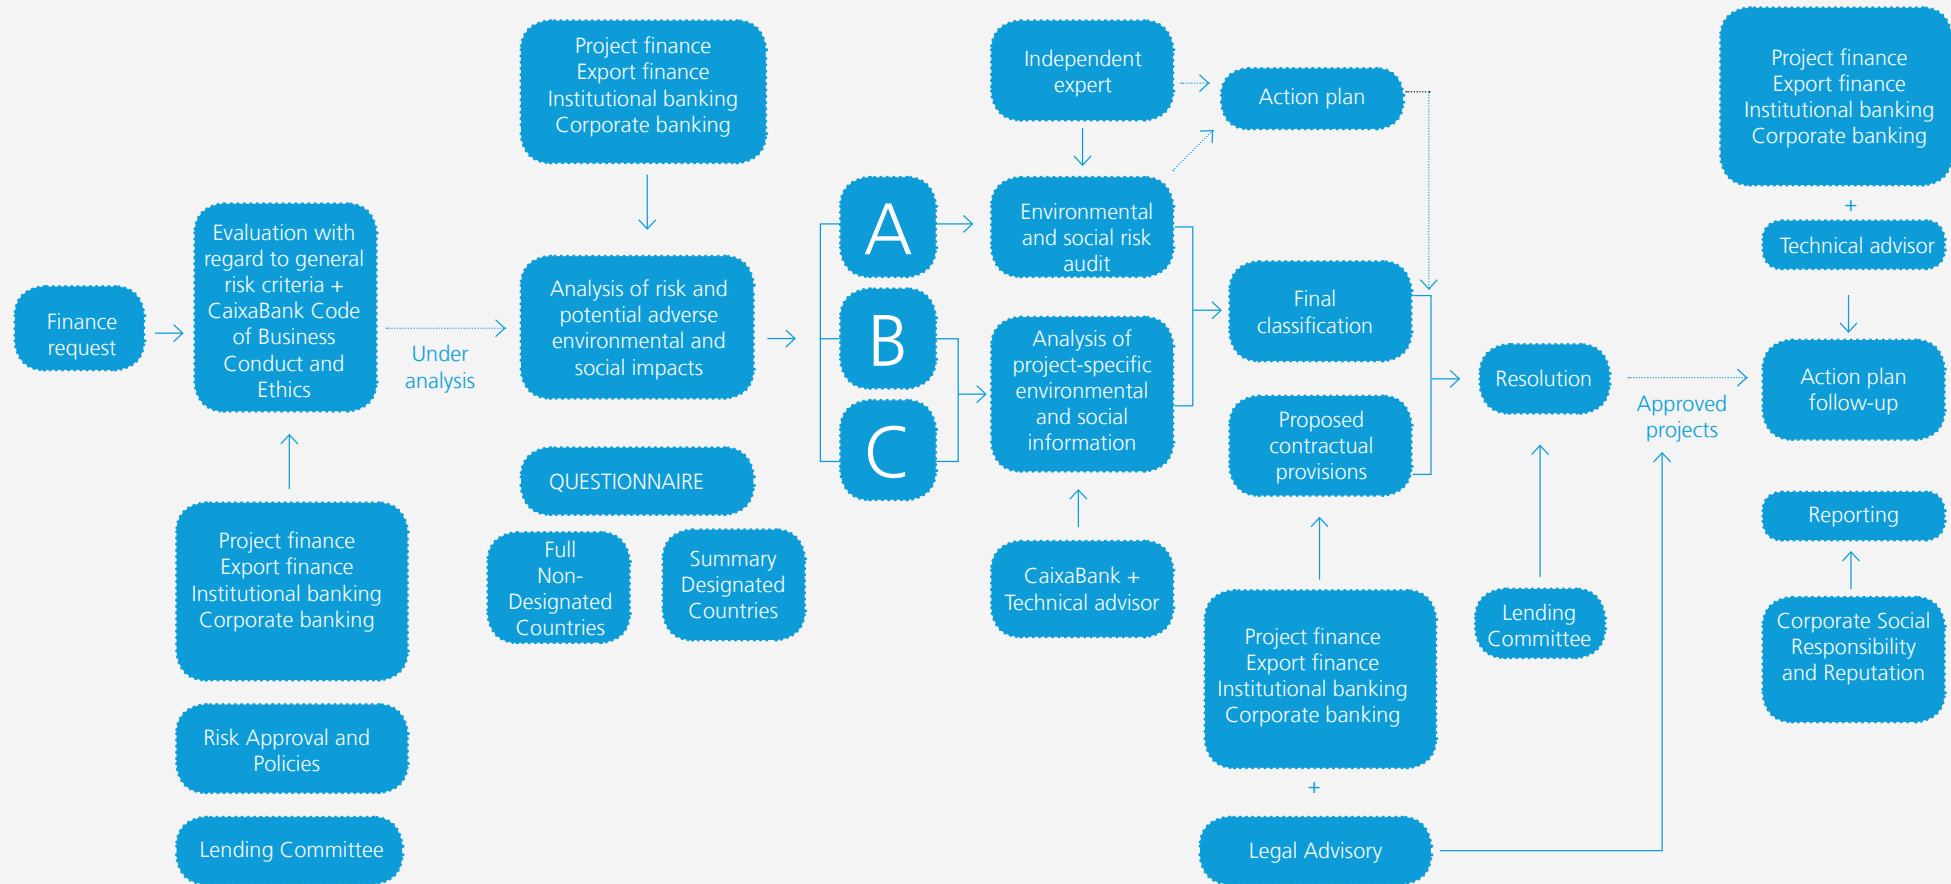 Finance
request
Evaluation with
regard to general
risk criteria +
CaixaBank Code
of Business
Conduct and
Ethics
Project finance
Export finance
Institutional banking
Corporate banking
Risk Approval and
Policies
Lending Committee
Under
analysis
Project finance
Export finance
Institutional banking
Corporate banking
Analysis of risk and
potential adverse
environmental and
social impacts
QUESTIONNAIRE
Full
Non-
Designated
Countries
Summary
Designated
Countries
A
B
C
Independent
expert
Action plan
Environmental
and social risk
audit
Analysis of
project-specific
environmental
and social
information
CaixaBank +
Technical advisor
Final
classification
Proposed
contractual
provisions
Project finance
Export finance
Institutional banking
Corporate banking
+
Legal Advisory
Resolution
Lending
Committee
Approved
projects
Project finance
Export finance
Institutional banking
Corporate banking
+
Technical advisor
Action plan
follow-up
Reporting
Corporate Social
Responsibility
and Reputation